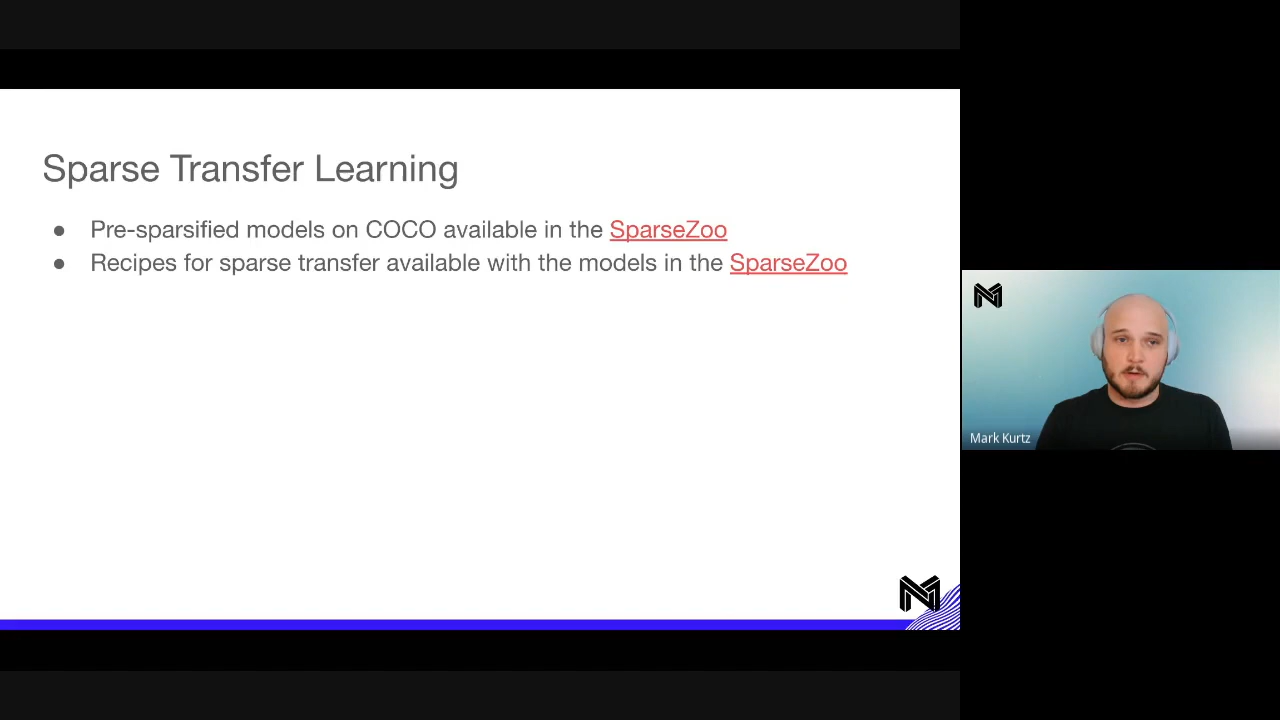 Sparse Transfer Learning
● Pre-sparsified models on COCO available in the SparseZoo
● Recipes for sparse transfer available with the models in the SparseZoo
Mark Kurtz